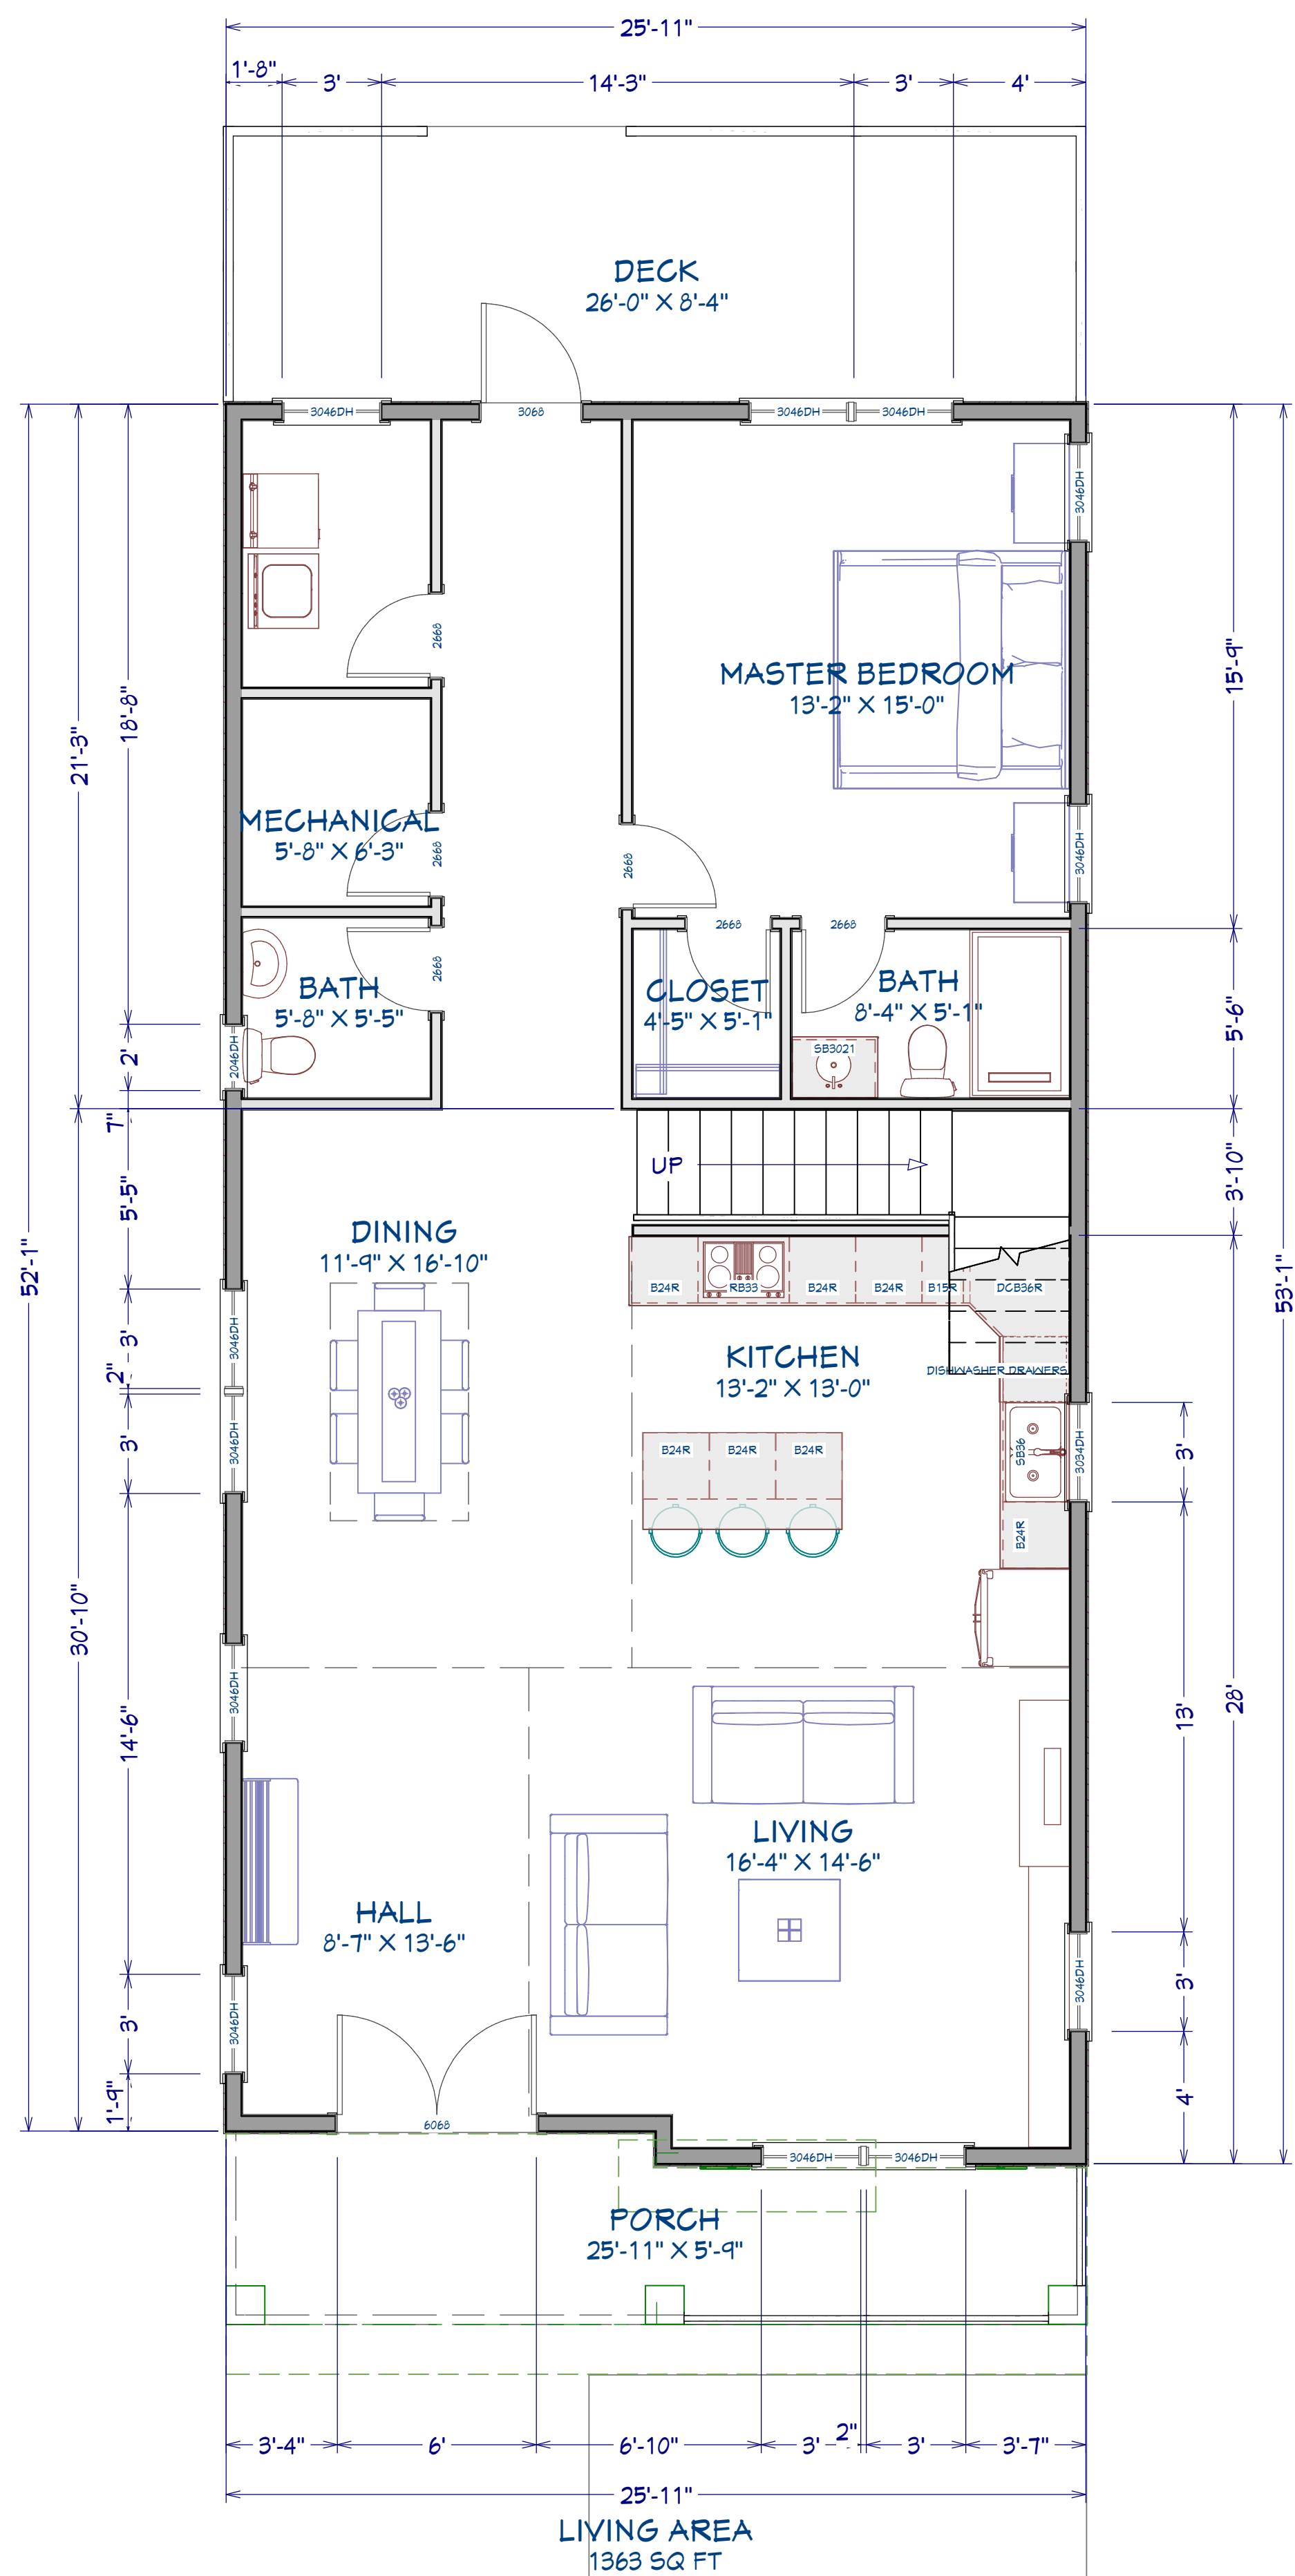 25'-11"
1'-8"
3'
14'-3"
3'
4'
DECK
26'-0" X 8'-4"
3046DH
3068
3046DH
3046DH
3046DH
2668
MASTER BEDROOM
13'-2" X 15'-0"
15'-9"
18'-8"
21'-3"
MECHANICAL
5'-8" X 6'-3"
2668
2668
3046DH
2668
2668
BATH
5'-8" X 5'-5"
2668
CLOSET
4'-5" X 5'-1"
BATH
8'-4" X 5'-1"
5'-6"
2'
2046DH
SB3021
7"
UP
3'-10"
5'-5"
52'-1"
53'-1"
DINING
11'-9" X 16'-10"
B24R
RB33
B24R
B24R
B15R
DCB36R
3'
3046DH
2"
KITCHEN
13'-2" X 13'-0"
DISHWASHER DRAWERS
3'
3046DH
B24R
B24R
B24R
SB36
3034DH
3'
B24R
30'-10"
3046DH
14'-6"
13'
28'
LIVING
16'-4" X 14'-6"
HALL
8'-7" X 13'-6"
3'
3046DH
3046DH
3'
1'-9"
4'
6068
3046DH
3046DH
PORCH
25'-11" X 5'-9"
3'-4"
6'
6'-10"
3'
2"
3'
3'-7"
25'-11"
LIVING AREA
1363 SQ FT